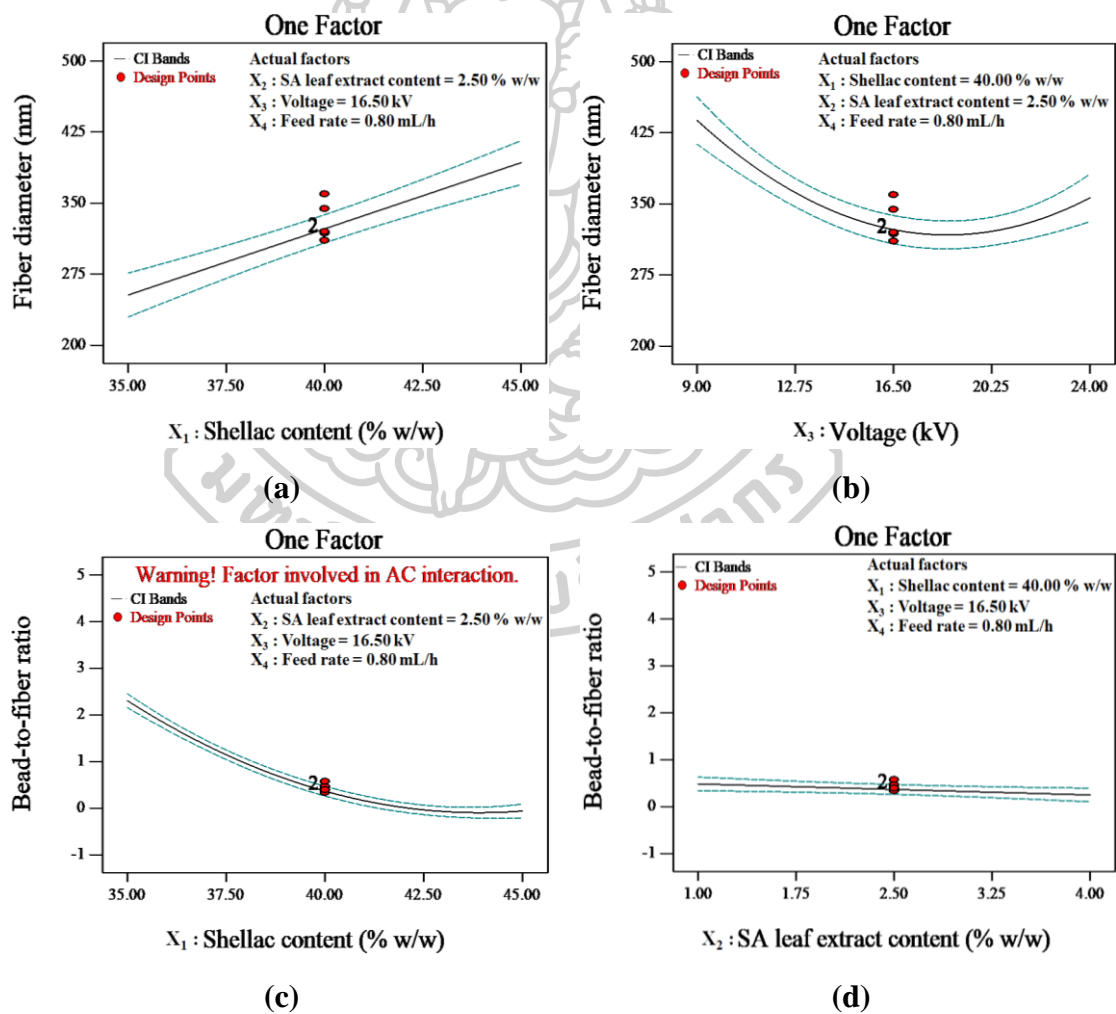 One Factor
500
425
350
275
200
Fiber diameter (nm)
CI Bands
Design Points
Actual factors
X2 : SA leaf extract content = 2.50 % w/w
X3 : Voltage = 16.50 kV
X4 : Feed rate = 0.80 mL/h
2
35.00 37.50 40.00 42.50 45.00
X1 : Shellac content (% w/w)
(a)
One Factor
500
425
350
275
200
Fiber diameter (nm)
CI Bands
Design Points
Actual factors
X1 : Shellac content = 40.00 % w/w
X2 : SA leaf extract content = 2.50 % w/w
X4 : Feed rate = 0.80 mL/h
2
9.00 12.75 16.50 20.25 24.00
X3 : Voltage (kV)
(b)
One Factor
Warning! Factor involved in AC interaction.
5
4
3
2
1
0
-1
Bead-to-fiber ratio
CI Bands
Design Points
Actual factors
X2 : SA leaf extract content = 2.50 % w/w
X3 : Voltage = 16.50 kV
X4 : Feed rate = 0.80 mL/h
2
35.00 37.50 40.00 42.50 45.00
X1 : Shellac content (% w/w)
(c)
One Factor
5
4
3
2
1
0
-1
Bead-to-fiber ratio
CI Bands
Design Points
Actual factors
X1 : Shellac content = 40.00 % w/w
X3 : Voltage = 16.50 kV
X4 : Feed rate = 0.80 mL/h
2
1.00 1.75 2.50 3.25 4.00
X2 : SA leaf extract content (% w/w)
(d)